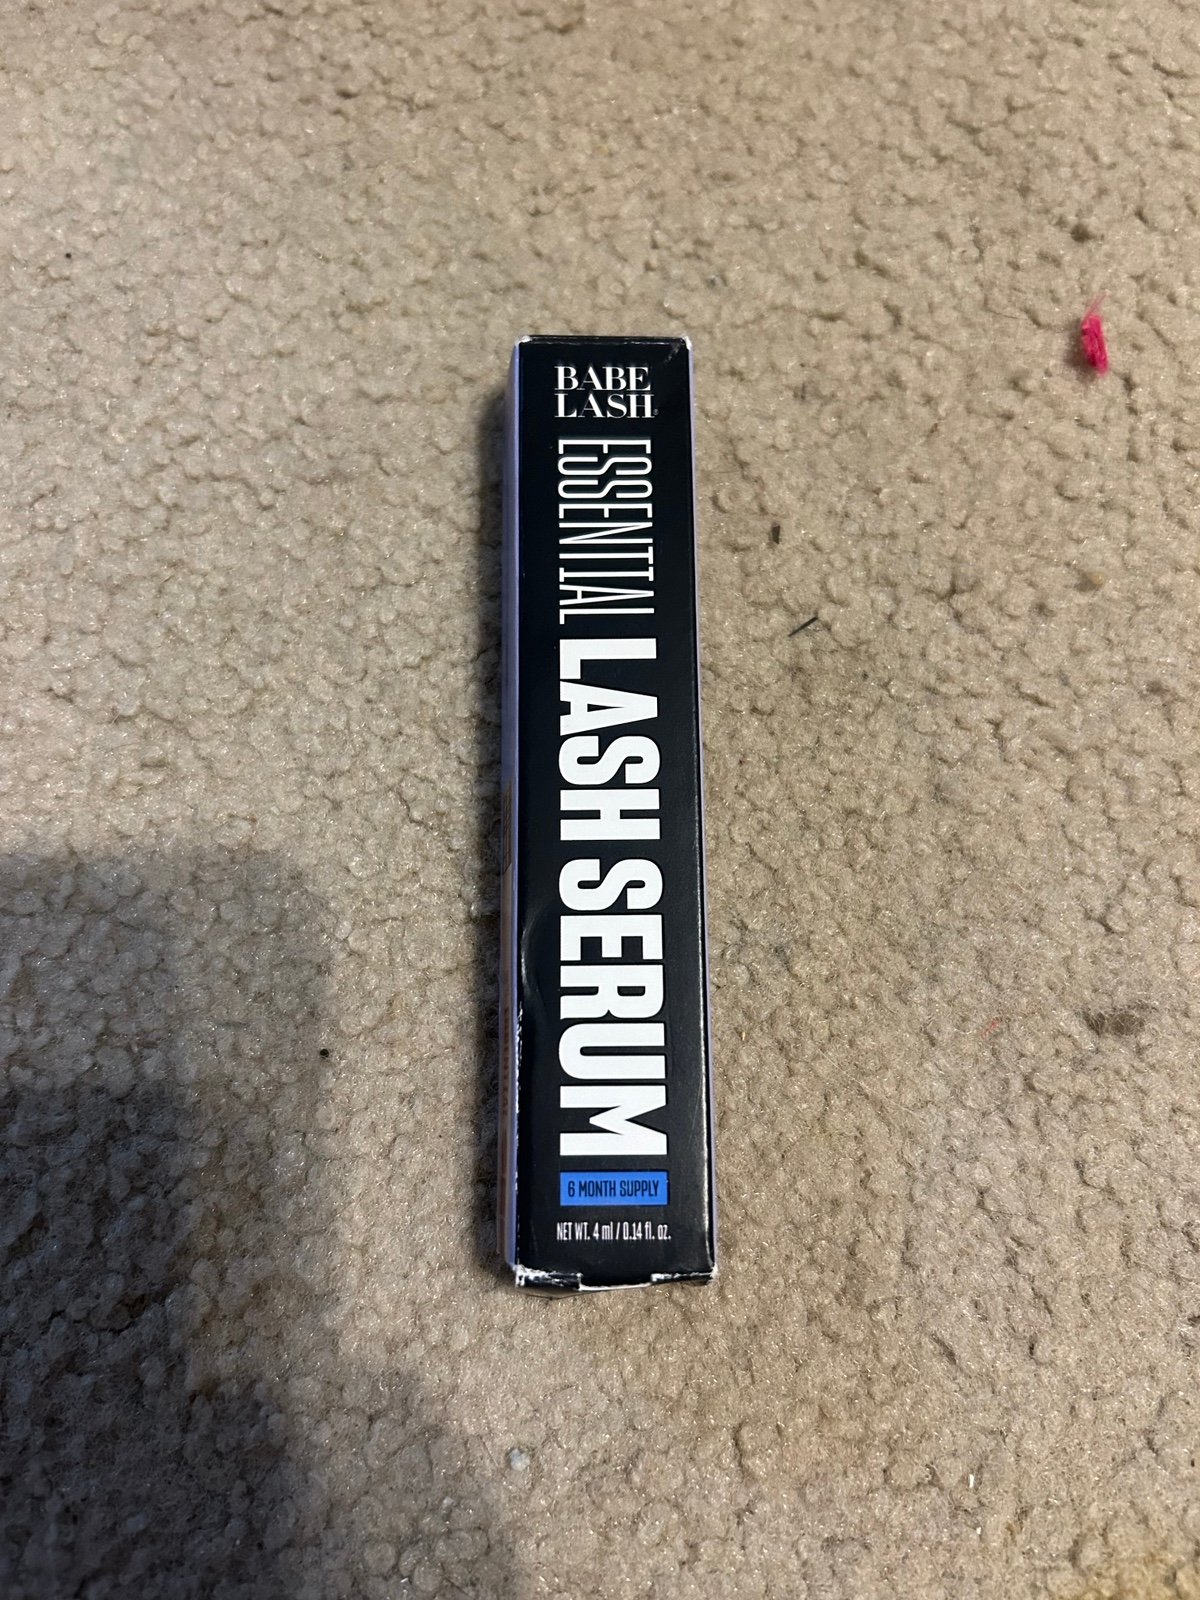 BABE
LASH®
ESSENTIAL LASH SERUM
6 MONTH SUPPLY
NET WT. 4 ml / 0.14 fl. oz.